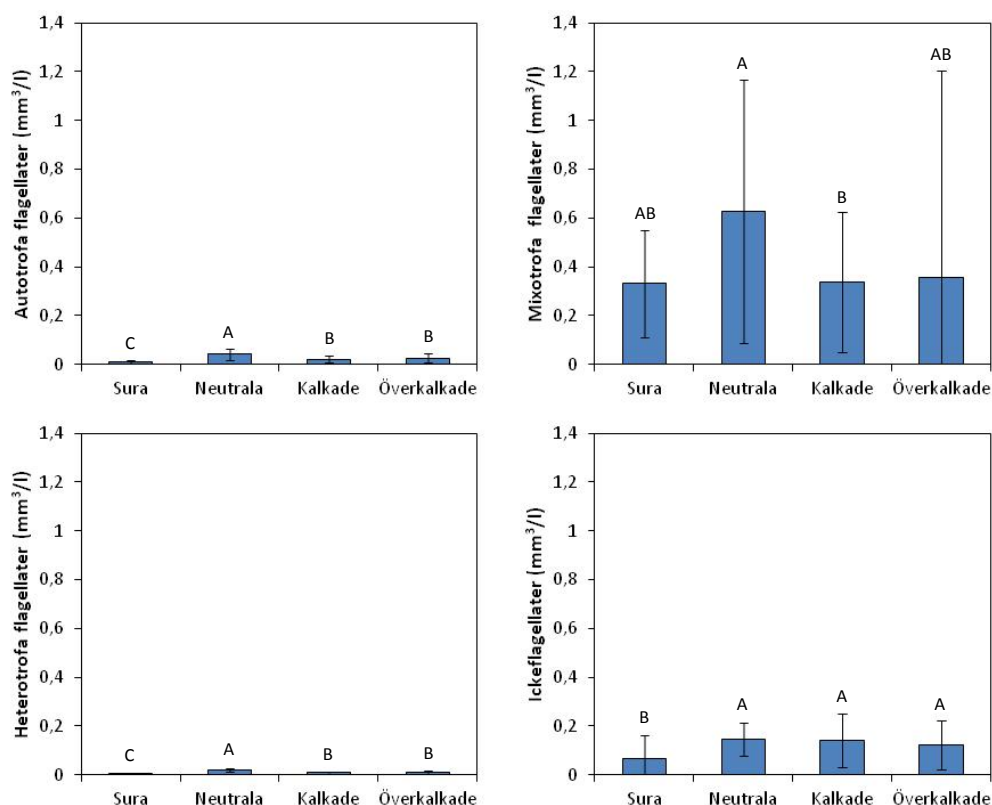 Autotrofa flagellater (mm³/l)
1,4
1,2
1
0,8
0,6
0,4
0,2
0
C
A
B
B
Sura
Neutrala
Kalkade
Överkalkade
Mixotrofa flagellater (mm³/l)
1,4
1,2
1
0,8
0,6
0,4
0,2
0
AB
A
B
AB
Sura
Neutrala
Kalkade
Överkalkade
Heterotrofa flagellater (mm³/l)
1,4
1,2
1
0,8
0,6
0,4
0,2
0
C
A
B
B
Sura
Neutrala
Kalkade
Överkalkade
Ickeflagellater (mm³/l)
1,4
1,2
1
0,8
0,6
0,4
0,2
0
B
A
A
A
Sura
Neutrala
Kalkade
Överkalkade